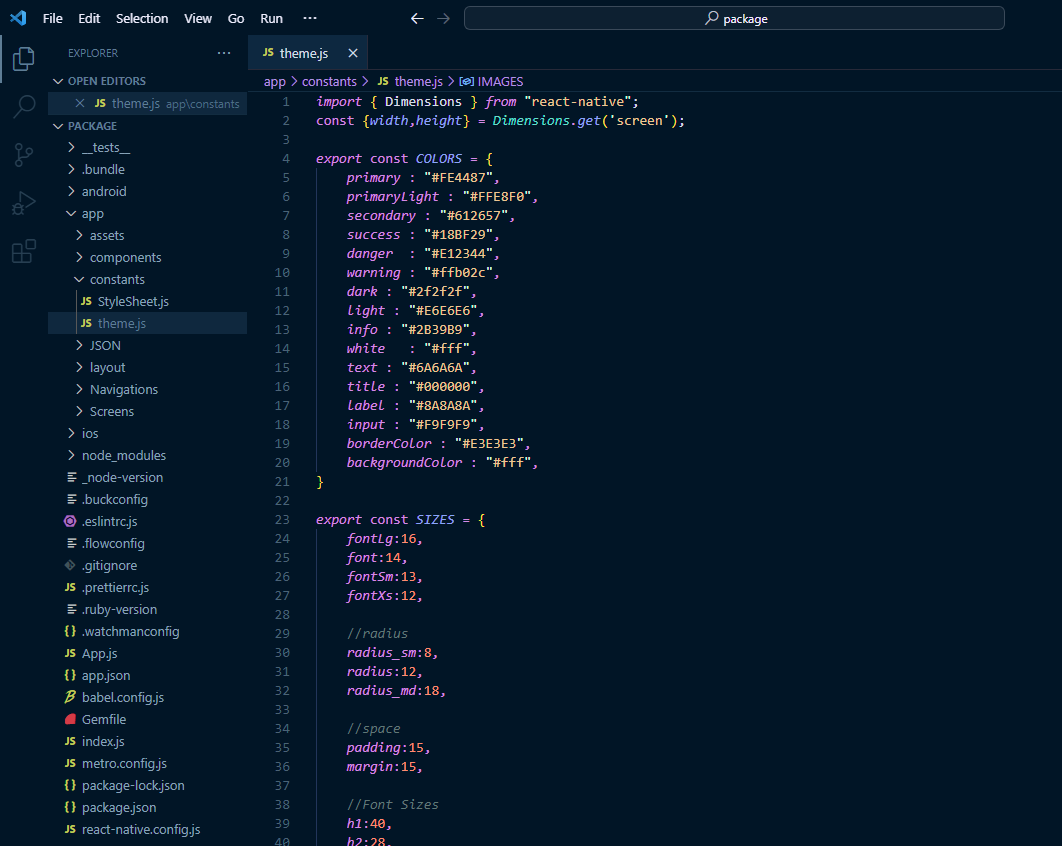 File Edit Selection View Go Run ...
package
EXPLORER ...
OPEN EDITORS
JS theme.js app\constants
PACKAGE
__tests__
.bundle
android
app
assets
components
constants
JS StyleSheet.js
JS theme.js
JSON
layout
Navigations
Screens
ios
node_modules
_node-version
.buckconfig
.eslintrc.js
.flowconfig
.gitignore
JS .prettierrc.js
.ruby-version
{} .watchmanconfig
JS App.js
{} app.json
babel.config.js
Gemfile
JS index.js
JS metro.config.js
{} package-lock.json
{} package.json
JS react-native.config.js
JS theme.js
app > constants > JS theme.js > IMAGES
1 import { Dimensions } from "react-native";
2 const {width,height} = Dimensions.get('screen');
3
4 export const COLORS = {
5 primary : "#FE4487",
6 primaryLight : "#FFE8F0",
7 secondary : "#612657",
8 success : "#18BF29",
9 danger  : "#E12344",
10 warning : "#ffb02c",
11 dark : "#2f2f2f",
12 light : "#E6E6E6",
13 info : "#2B39B9",
14 white   : "#fff",
15 text : "#6A6A6A",
16 title : "#000000",
17 label : "#8A8A8A",
18 input : "#F9F9F9",
19 borderColor : "#E3E3E3",
20 backgroundColor : "#fff",
21 }
22
23 export const SIZES = {
24 fontLg:16,
25 font:14,
26 fontSm:13,
27 fontXs:12,
28
29 //radius
30 radius_sm:8,
31 radius:12,
32 radius_md:18,
33
34 //space
35 padding:15,
36 margin:15,
37
38 //Font Sizes
39 h1:40,
40 h2:28,